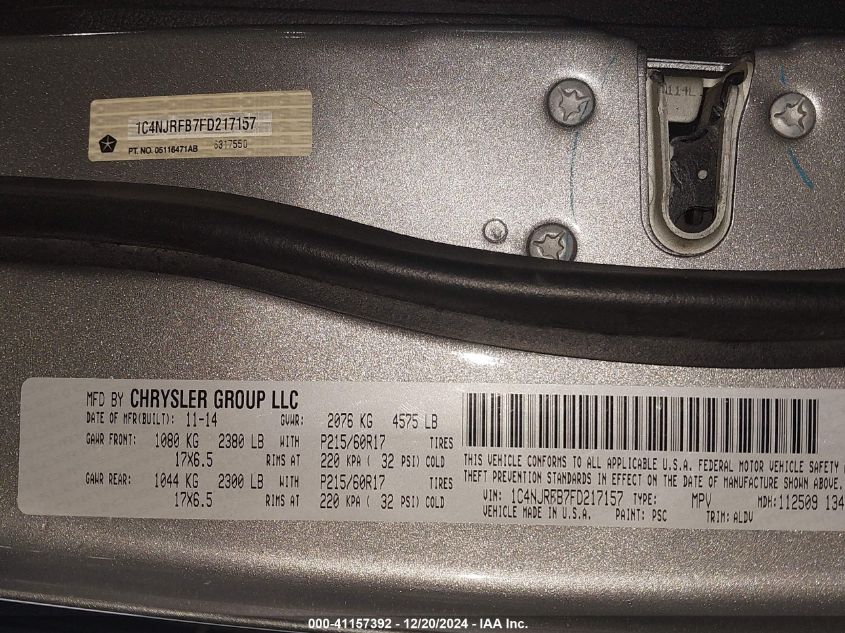 114L
1C4NJRFB7FD217157
PT. NO. 05116471AB 6317550
MFD BY CHRYSLER GROUP LLC
DATE OF MFR(BUILT): 11-14 GVWR: 2076 KG 4575 LB
GAWR FRONT: 1080 KG 2380 LB WITH P215/60R17 TIRES
17X6.5 RIMS AT 220 KPA ( 32 PSI) COLD
GAWR REAR: 1044 KG 2300 LB WITH P215/60R17 TIRES
17X6.5 RIMS AT 220 KPA ( 32 PSI) COLD
THIS VEHICLE CONFORMS TO ALL APPLICABLE U.S.A. FEDERAL MOTOR VEHICLE SAFETY
THEFT PREVENTION STANDARDS IN EFFECT ON THE DATE OF MANUFACTURE SHOWN ABOVE.
VIN: 1C4NJRFB7FD217157 TYPE: MPV MDH: 112509 134
VEHICLE MADE IN U.S.A. PAINT: PSC TRIM: ALDV
000-41157392 - 12/20/2024 - IAA Inc.